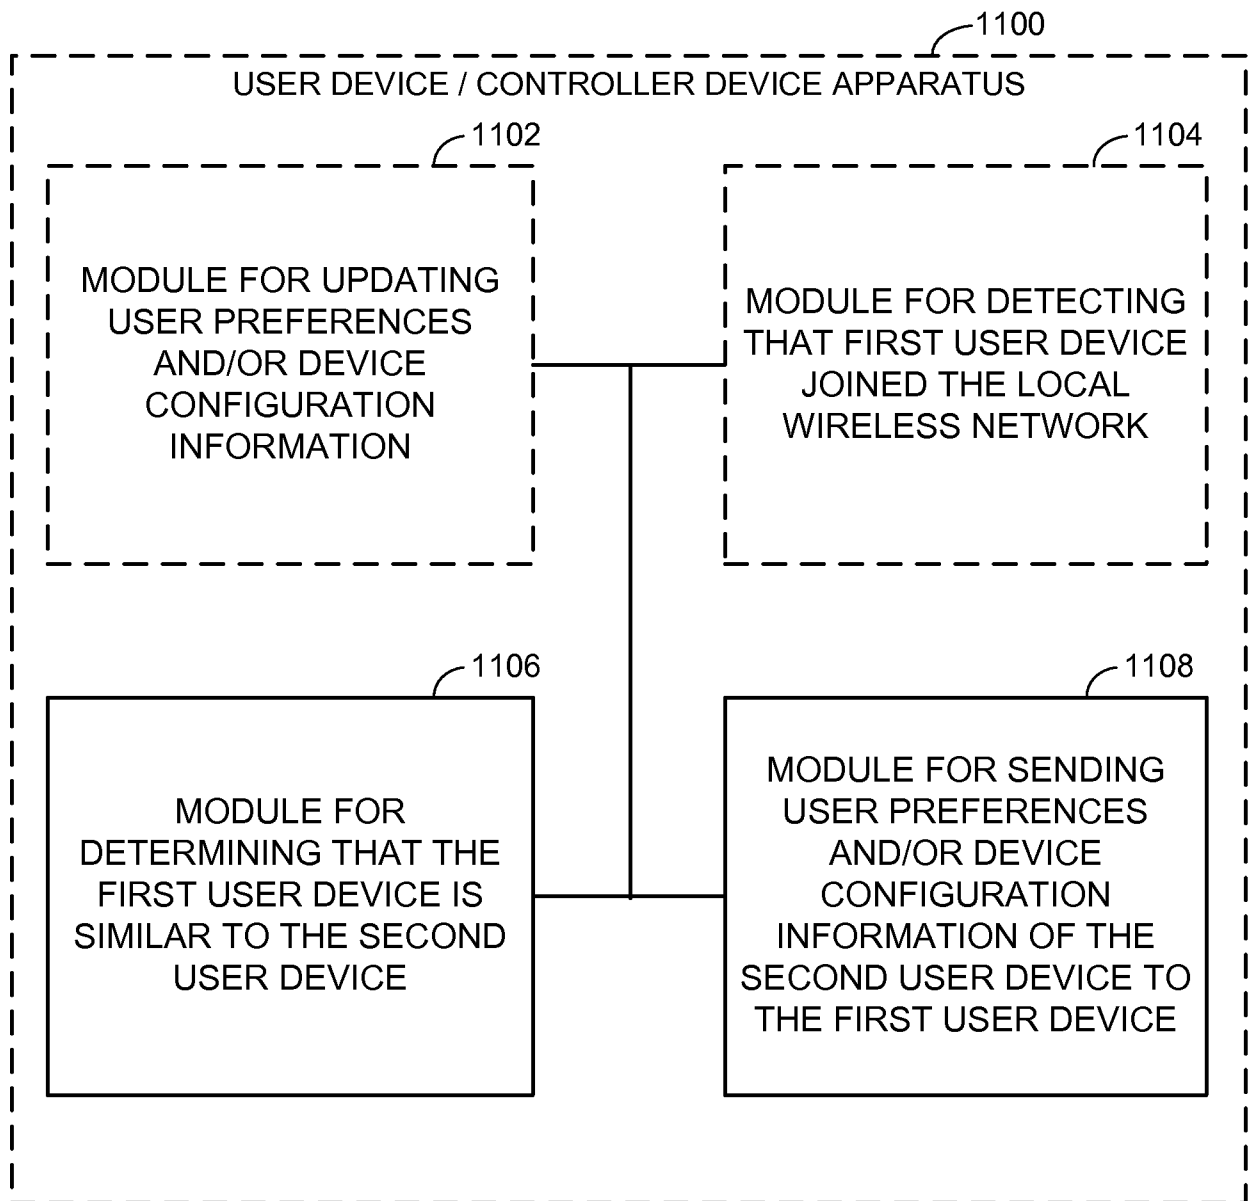 1100
USER DEVICE / CONTROLLER DEVICE APPARATUS
1102
MODULE FOR UPDATING
USER PREFERENCES
AND/OR DEVICE
CONFIGURATION
INFORMATION
1104
MODULE FOR DETECTING
THAT FIRST USER DEVICE
JOINED THE LOCAL
WIRELESS NETWORK
1106
MODULE FOR
DETERMINING THAT THE
FIRST USER DEVICE IS
SIMILAR TO THE SECOND
USER DEVICE
1108
MODULE FOR SENDING
USER PREFERENCES
AND/OR DEVICE
CONFIGURATION
INFORMATION OF THE
SECOND USER DEVICE TO
THE FIRST USER DEVICE